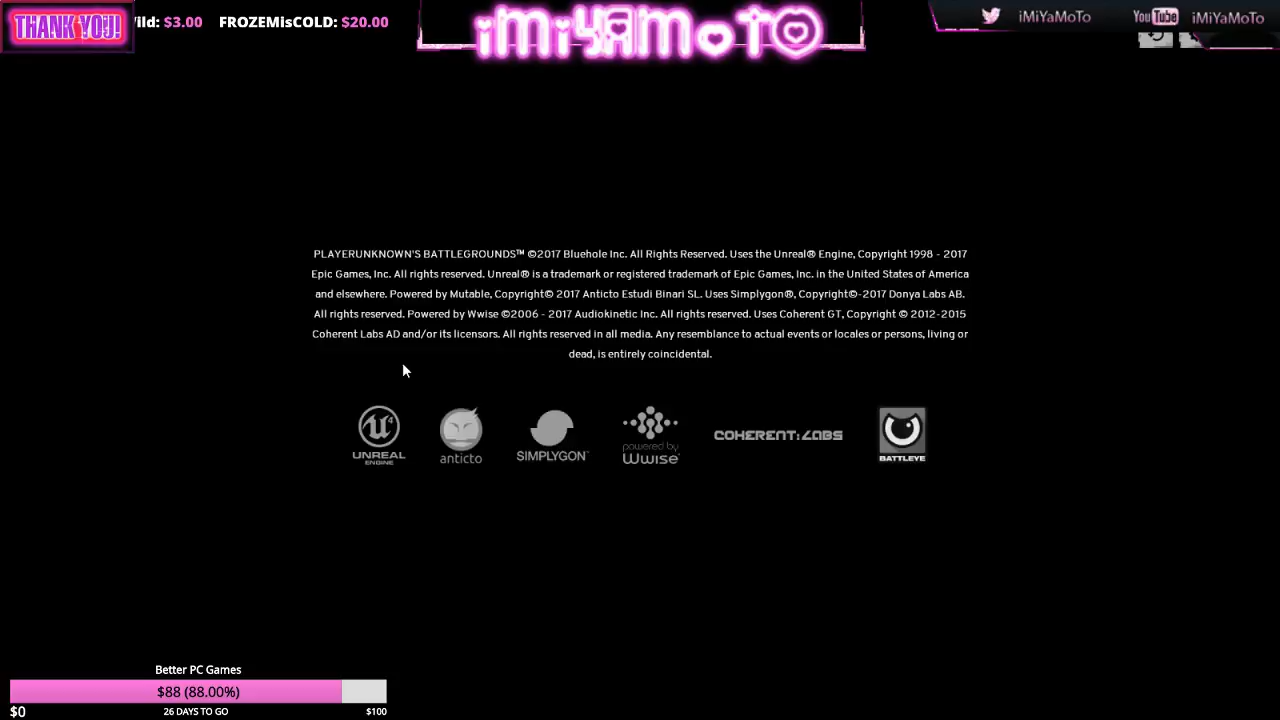 THANK YOU!
ild: $3.00 FROZEMisCOLD: $20.00
iMiYAMoTO
iMiYaMoTo
YouTube iMiYaMoTo
PLAYERUNKNOWN'S BATTLEGROUNDS™ ©2017 Bluehole Inc. All Rights Reserved. Uses the Unreal® Engine, Copyright 1998 - 2017
Epic Games, Inc. All rights reserved. Unreal® is a trademark or registered trademark of Epic Games, Inc. in the United States of America
and elsewhere. Powered by Mutable, Copyright© 2017 Anticto Estudi Binari SL. Uses Simplygon®, Copyright©-2017 Donya Labs AB.
All rights reserved. Powered by Wwise ©2006 - 2017 Audiokinetic Inc. All rights reserved. Uses Coherent GT, Copyright © 2012-2015
Coherent Labs AD and/or its licensors. All rights reserved in all media. Any resemblance to actual events or locales or persons, living or
dead, is entirely coincidental.
UNREAL ENGINE
anticto
SIMPLYGON™
powered by Wwise
COHERENT:LABS
BATTLEYE
Better PC Games
$88 (88.00%)
$0 26 DAYS TO GO $100